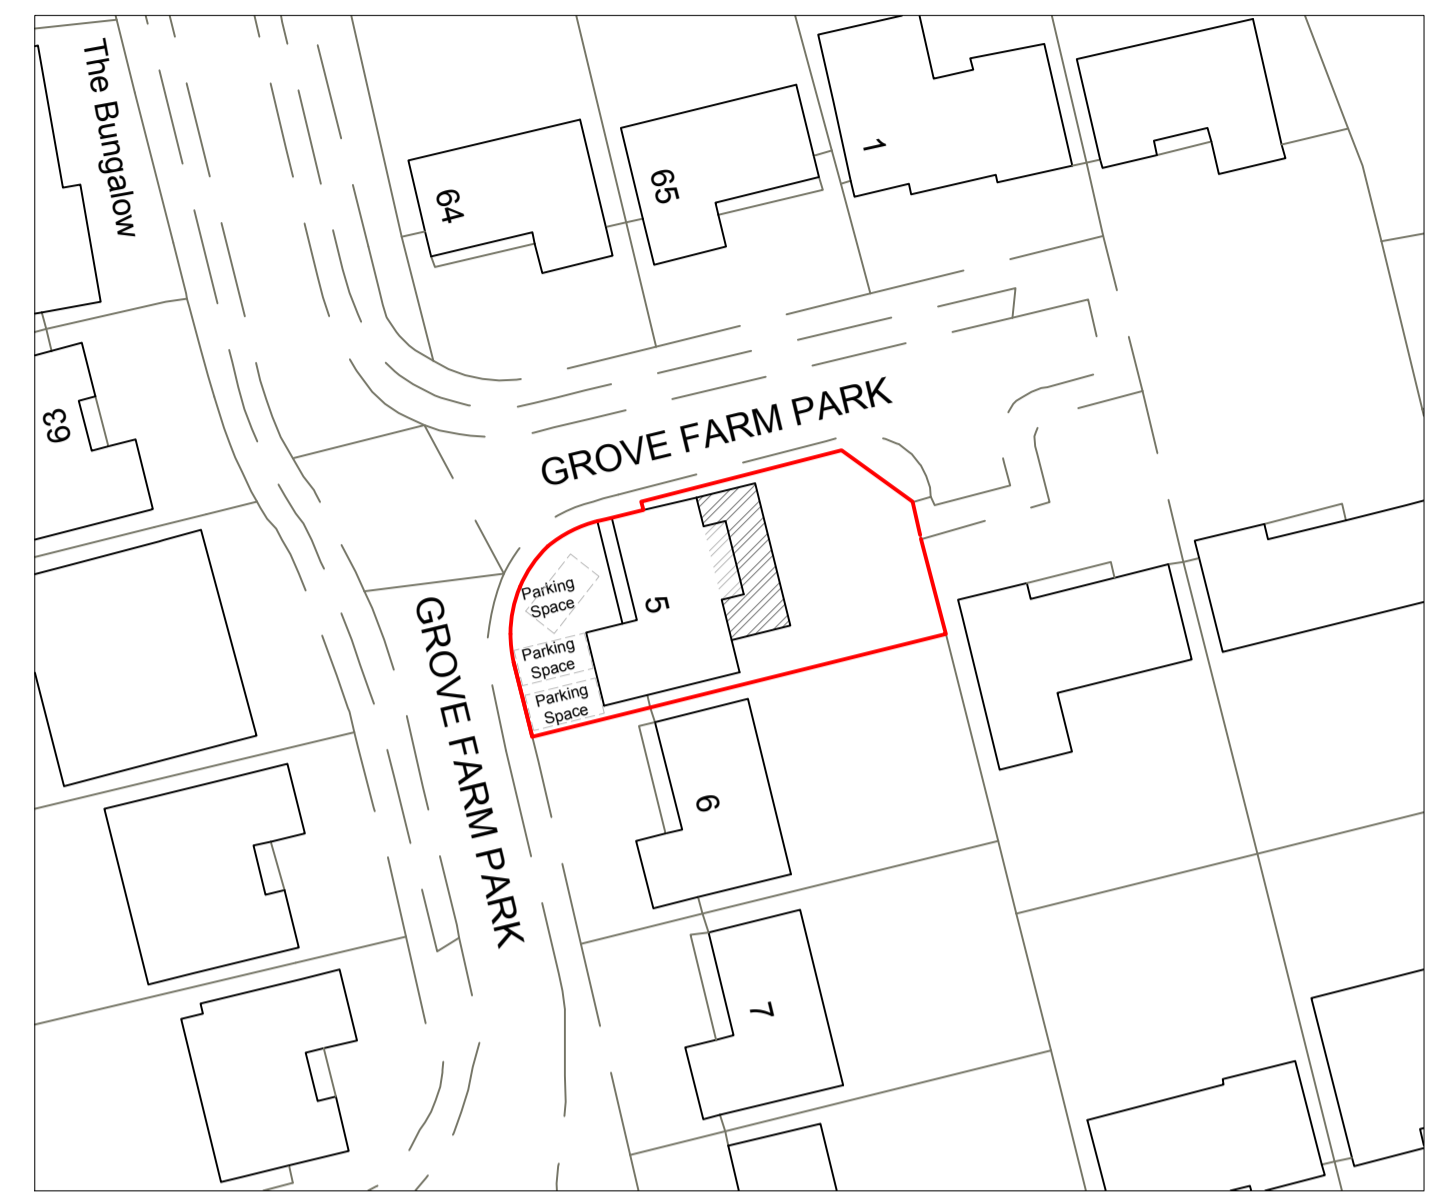 The Bungalow
64
65
1
63
GROVE FARM PARK
Parking
Space
5
Parking
Space
Parking
Space
GROVE FARM PARK
6
7